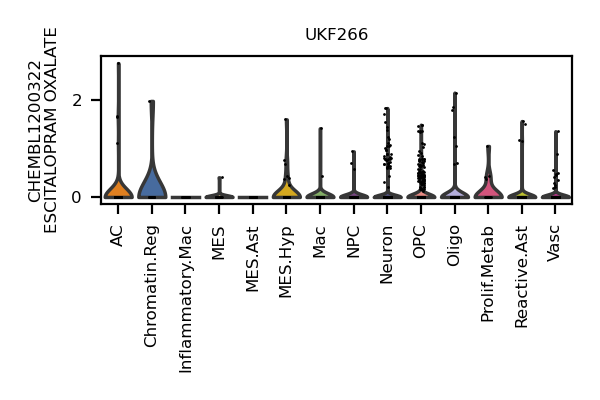 UKF266
CHEMBL1200322
ESCITALOPRAM OXALATE
2
0
AC
Chromatin.Reg
Inflammatory.Mac
MES
MES.Ast
MES.Hyp
Mac
NPC
Neuron
OPC
Oligo
Prolif.Metab
Reactive.Ast
Vasc